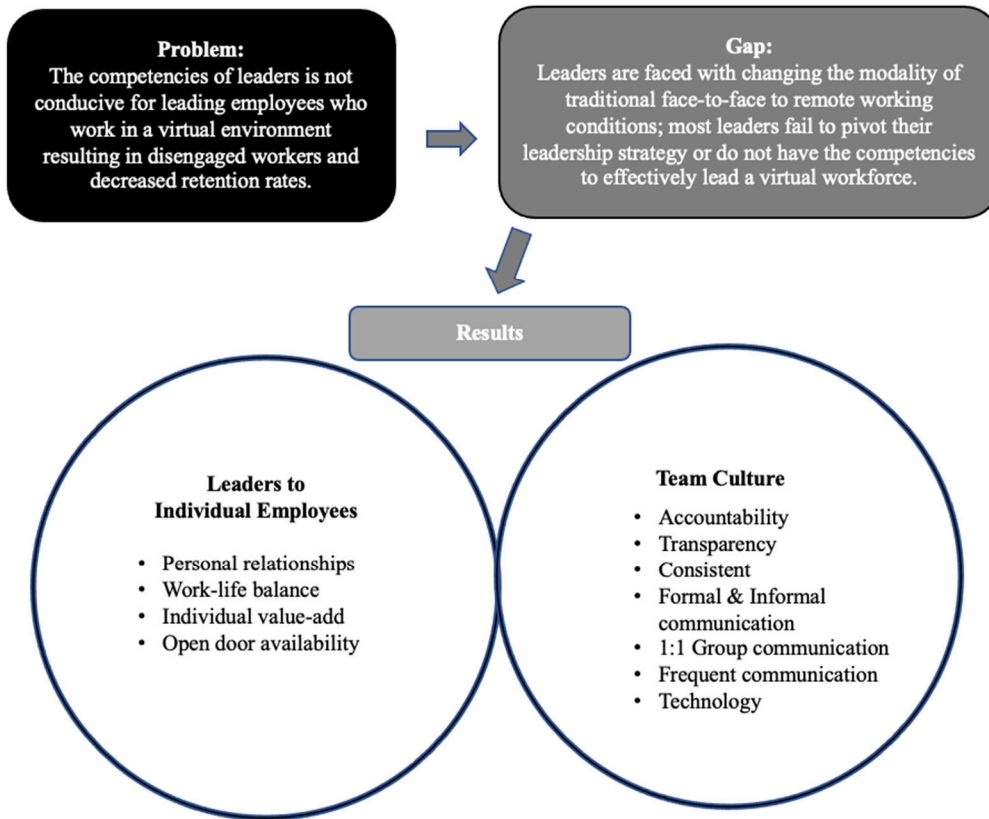 Problem:
The competencies of leaders is not
conducive for leading employees who
work in a virtual environment
resulting in disengaged workers and
decreased retention rates.
Gap:
Leaders are faced with changing the modality of
traditional face-to-face to remote working
conditions; most leaders fail to pivot their
leadership strategy or do not have the competencies
to effectively lead a virtual workforce.
Results
Leaders to
Individual Employees
• Personal relationships
• Work-life balance
• Individual value-add
• Open door availability
Team Culture
• Accountability
• Transparency
• Consistent
• Formal & Informal
communication
• 1:1 Group communication
• Frequent communication
• Technology